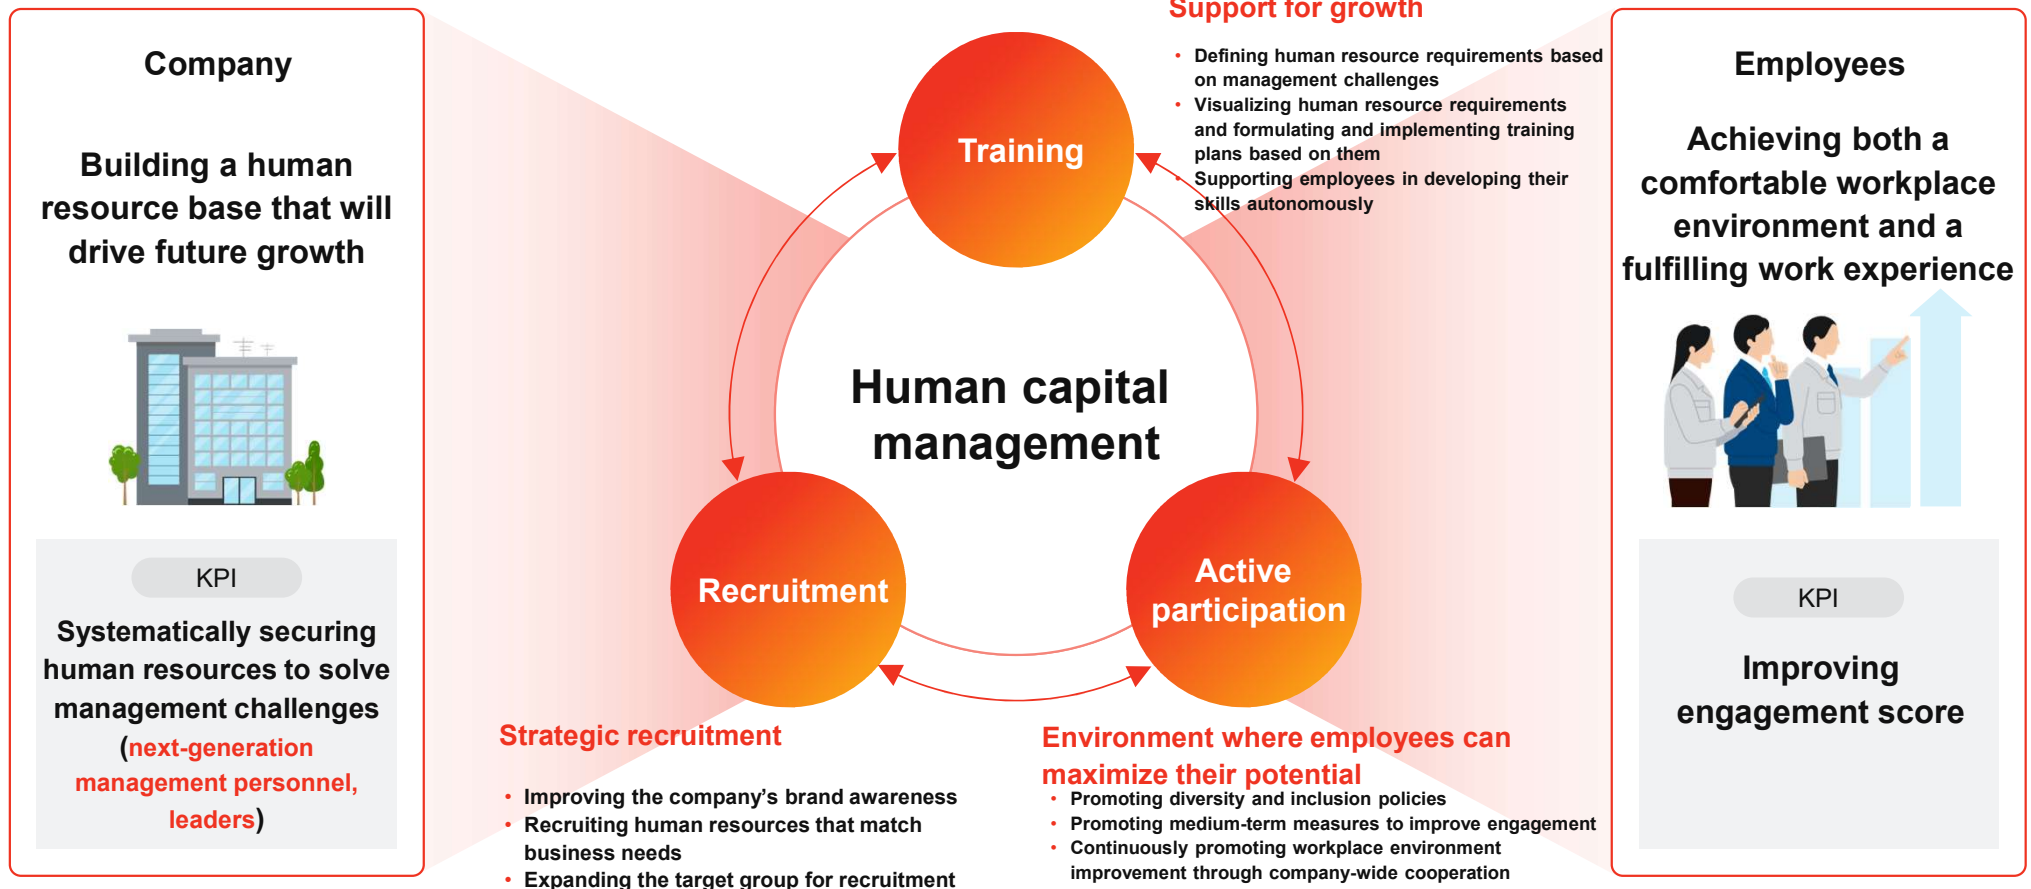 Company
Building a human
resource base that will
drive future growth
KPI
Systematically securing
human resources to solve
management challenges
(next-generation
management personnel,
leaders)
Support for growth
• Defining human resource requirements based
on management challenges
• Visualizing human resource requirements
and formulating and implementing training
plans based on them
• Supporting employees in developing their
skills autonomously
Training
Human capital
management
Recruitment
Active
participation
Strategic recruitment
• Improving the company’s brand awareness
• Recruiting human resources that match
business needs
• Expanding the target group for recruitment
Environment where employees can
maximize their potential
• Promoting diversity and inclusion policies
• Promoting medium-term measures to improve engagement
• Continuously promoting workplace environment
improvement through company-wide cooperation
Employees
Achieving both a
comfortable workplace
environment and a
fulfilling work experience
KPI
Improving
engagement score